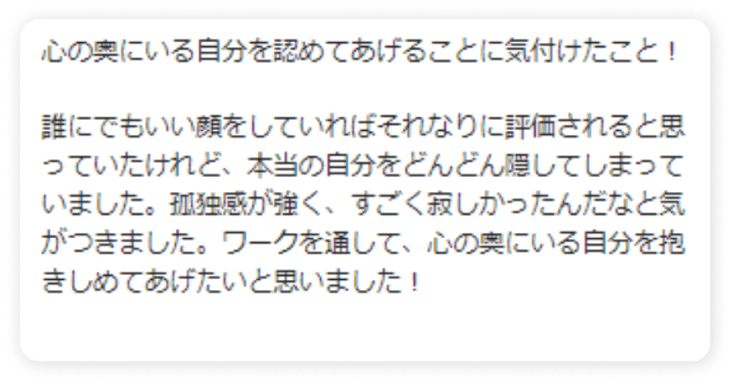 心の奥にいる自分を認めてあげることに気付けたこと！
誰にでもいい顔をしていればそれなりに評価されると思
っていたけれど、本当の自分をどんどん隠してしまって
いました。孤独感が強く、すごく寂しかったんだなと気
がつきました。ワークを通して、心の奥にいる自分を抱
きしめてあげたいと思いました！